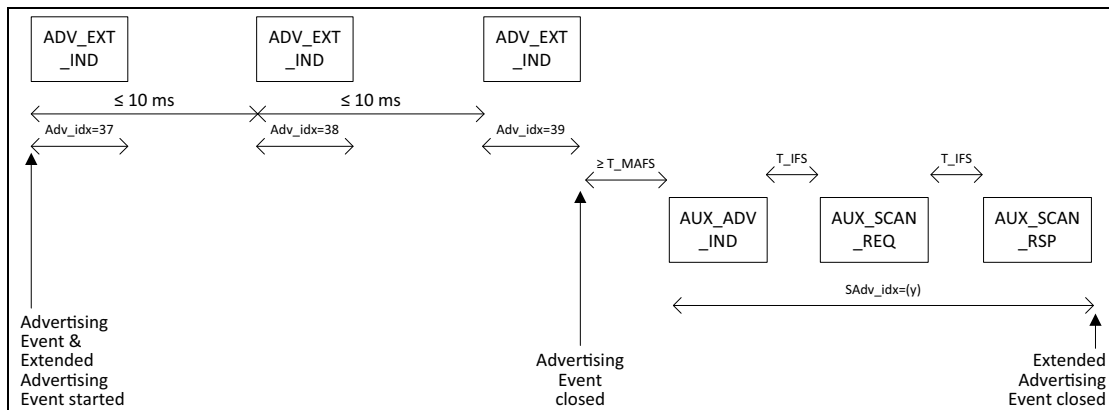 ADV_EXT
_IND
ADV_EXT
_IND
ADV_EXT
_IND
≤ 10 ms
≤ 10 ms
Adv_idx=37
Adv_idx=38
Adv_idx=39
≥ T_MAFS
T_IFS
T_IFS
AUX_ADV
_IND
AUX_SCAN
_REQ
AUX_SCAN
_RSP
SAdv_idx=(y)
Advertising
Event &
Extended
Advertising
Event started
Advertising
Event
closed
Extended
Advertising
Event closed